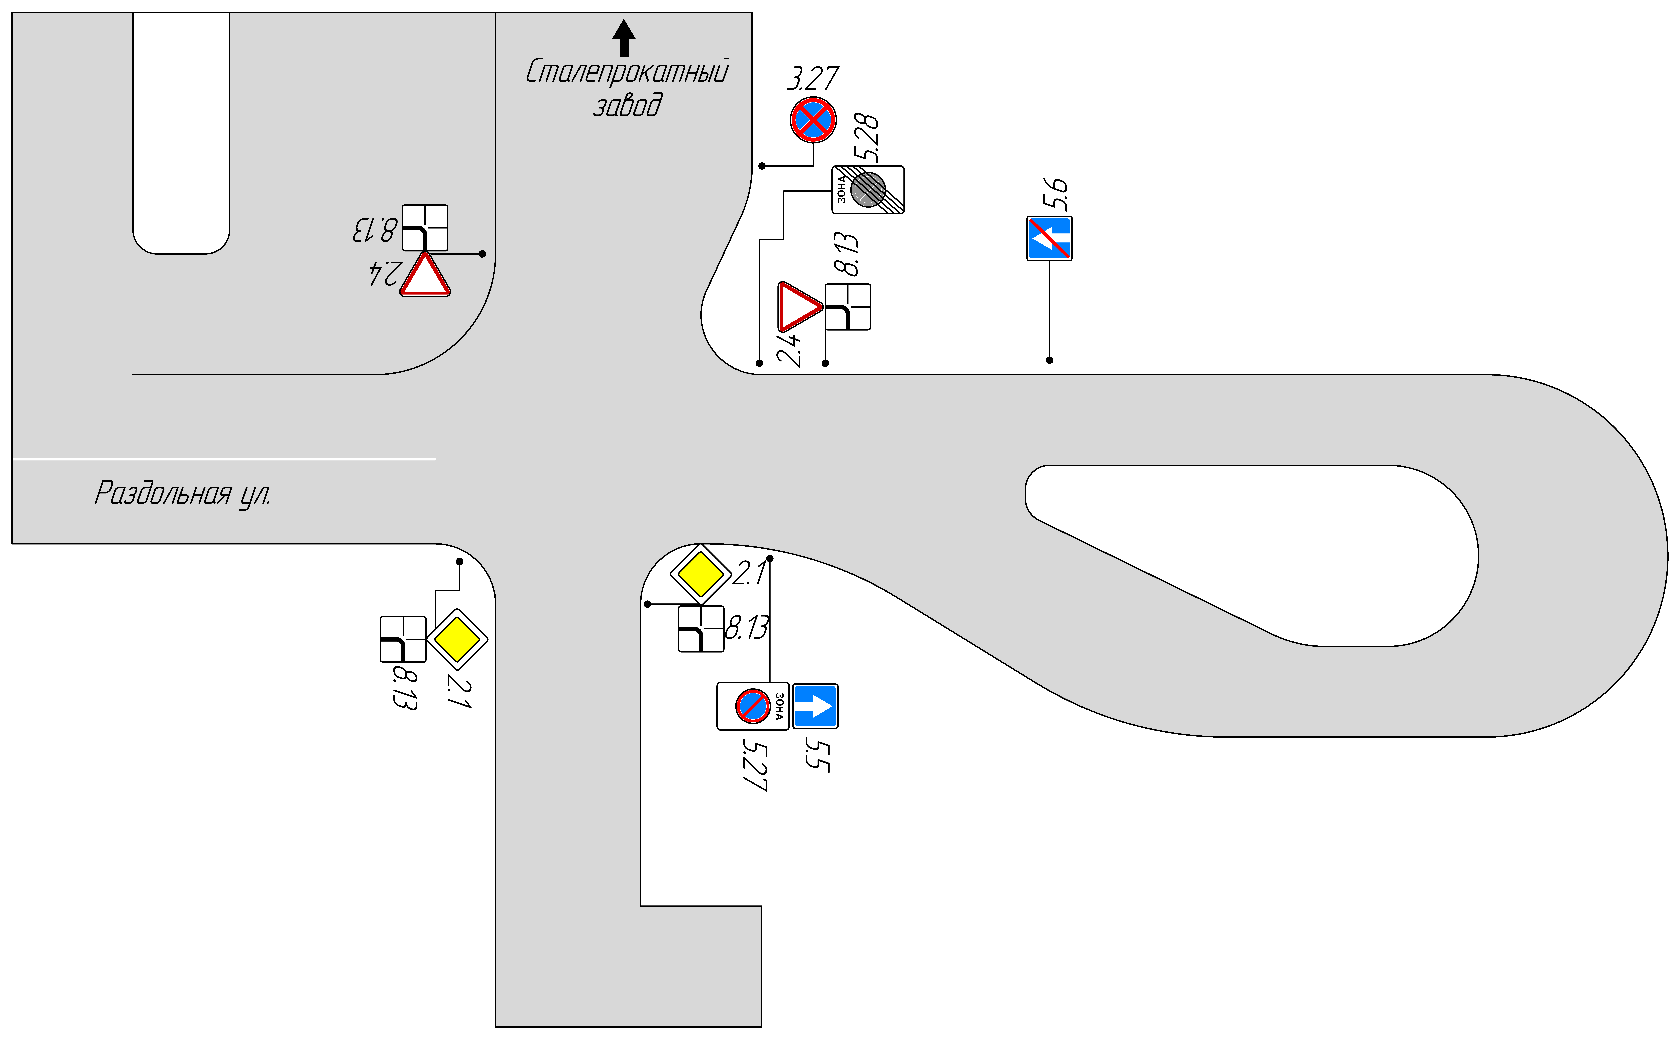 Сталепрокатный
завод
3.27
5.28
ЗОНА
5.6
8.13
2.4
8.13
2.4
Раздольная ул.
2.1
8.13
8.13
2.1
ЗОНА
5.27
5.5